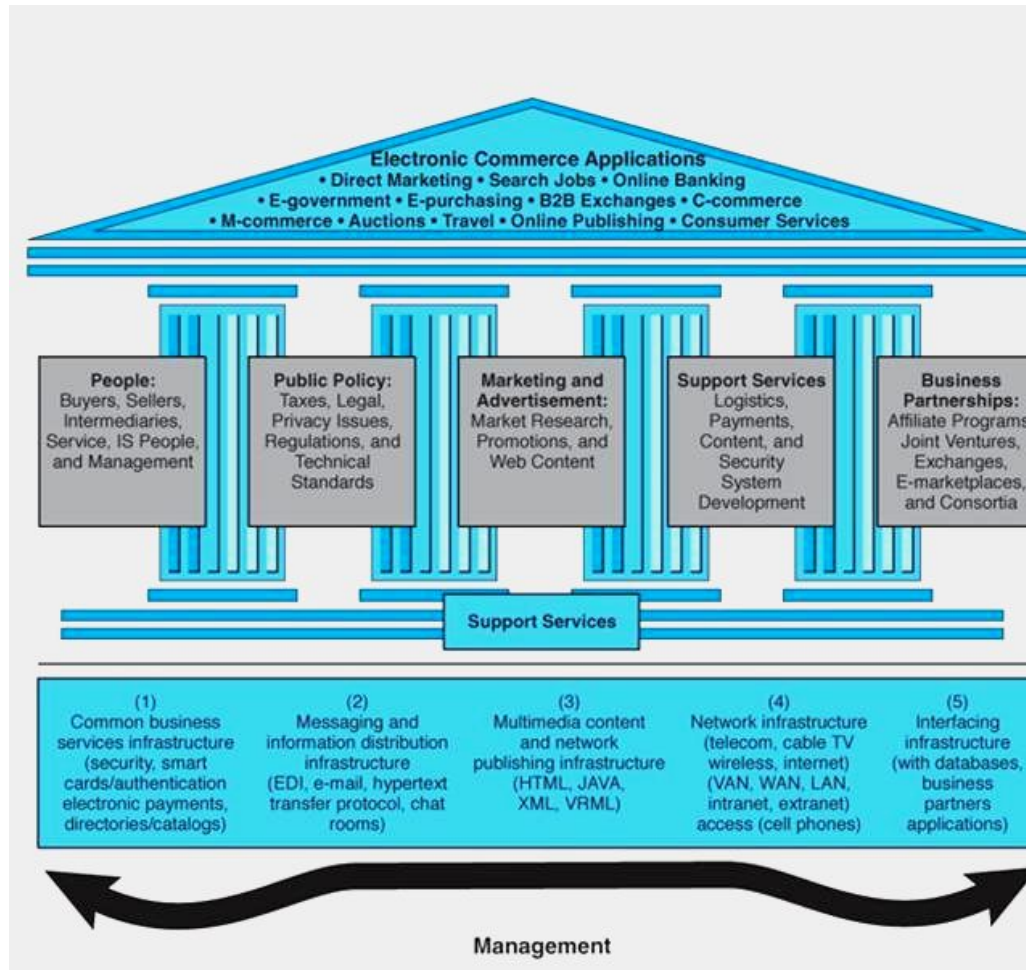 Electronic Commerce Applications
• Direct Marketing • Search Jobs • Online Banking
• E-government • E-purchasing • B2B Exchanges • C-commerce
• M-commerce • Auctions • Travel • Online Publishing • Consumer Services
People:
Buyers, Sellers,
Intermediaries,
Service, IS People,
and Management
Public Policy:
Taxes, Legal,
Privacy Issues,
Regulations, and
Technical
Standards
Marketing and
Advertisement:
Market Research,
Promotions, and
Web Content
Support Services
Logistics,
Payments,
Content, and
Security
System
Development
Business
Partnerships:
Affiliate Programs,
Joint Ventures,
Exchanges,
E-marketplaces,
and Consortia
Support Services
(1)
Common business
services infrastructure
(security, smart
cards/authentication
electronic payments,
directories/catalogs)
(2)
Messaging and
information distribution
infrastructure
(EDI, e-mail, hypertext
transfer protocol, chat
rooms)
(3)
Multimedia content
and network
publishing infrastructure
(HTML, JAVA,
XML, VRML)
(4)
Network infrastructure
(telecom, cable TV
wireless, internet)
(VAN, WAN, LAN,
intranet, extranet)
access (cell phones)
(5)
Interfacing
infrastructure
(with databases,
business
partners
applications)
Management